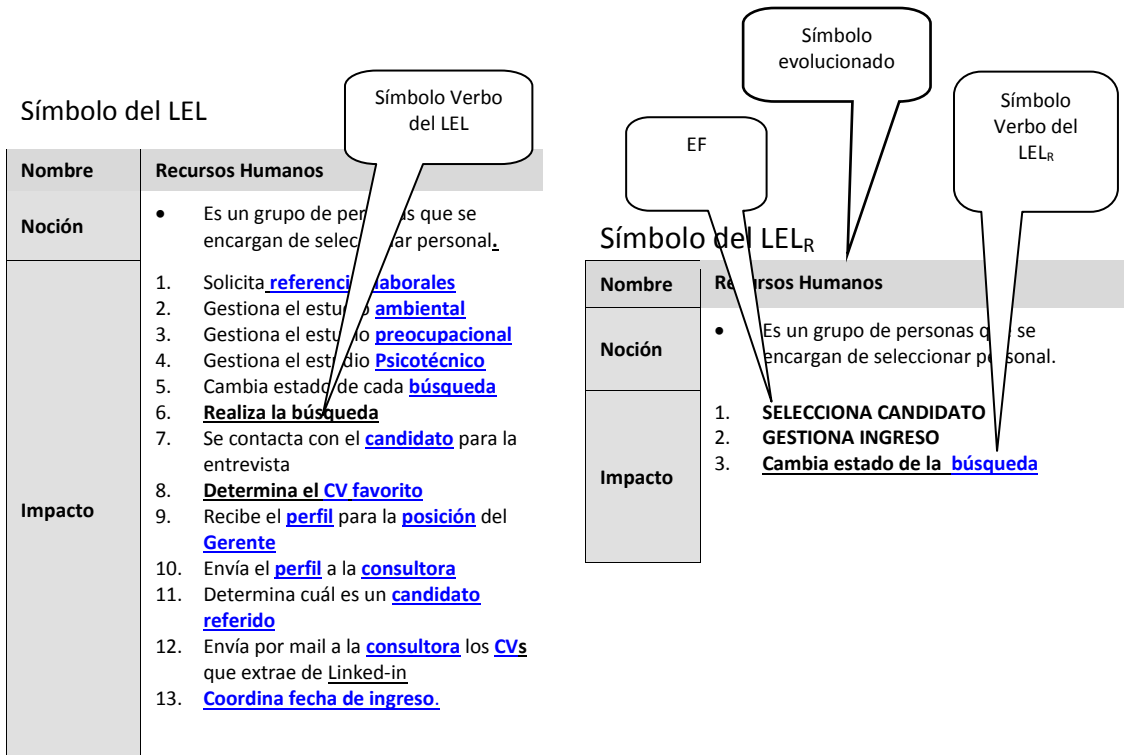 Símbolo del LEL
Símbolo Verbo
del LEL
Nombre
Recursos Humanos
Noción
• Es un grupo de personas que se
encargan de seleccionar personal.
Impacto
1. Solicita referencias laborales
2. Gestiona el estudio ambiental
3. Gestiona el estudio preocupacional
4. Gestiona el estudio Psicotécnico
5. Cambia estado de cada búsqueda
6. Realiza la búsqueda
7. Se contacta con el candidato para la
entrevista
8. Determina el CV favorito
9. Recibe el perfil para la posición del
Gerente
10. Envía el perfil a la consultora
11. Determina cuál es un candidato
referido
12. Envía por mail a la consultora los CVs
que extrae de Linked-in
13. Coordina fecha de ingreso.
Símbolo
evolucionado
EF
Símbolo
Verbo del
LELR
Símbolo del LELR
Nombre
Recursos Humanos
Noción
• Es un grupo de personas que se
encargan de seleccionar personal.
Impacto
1. SELECCIONA CANDIDATO
2. GESTIONA INGRESO
3. Cambia estado de la búsqueda